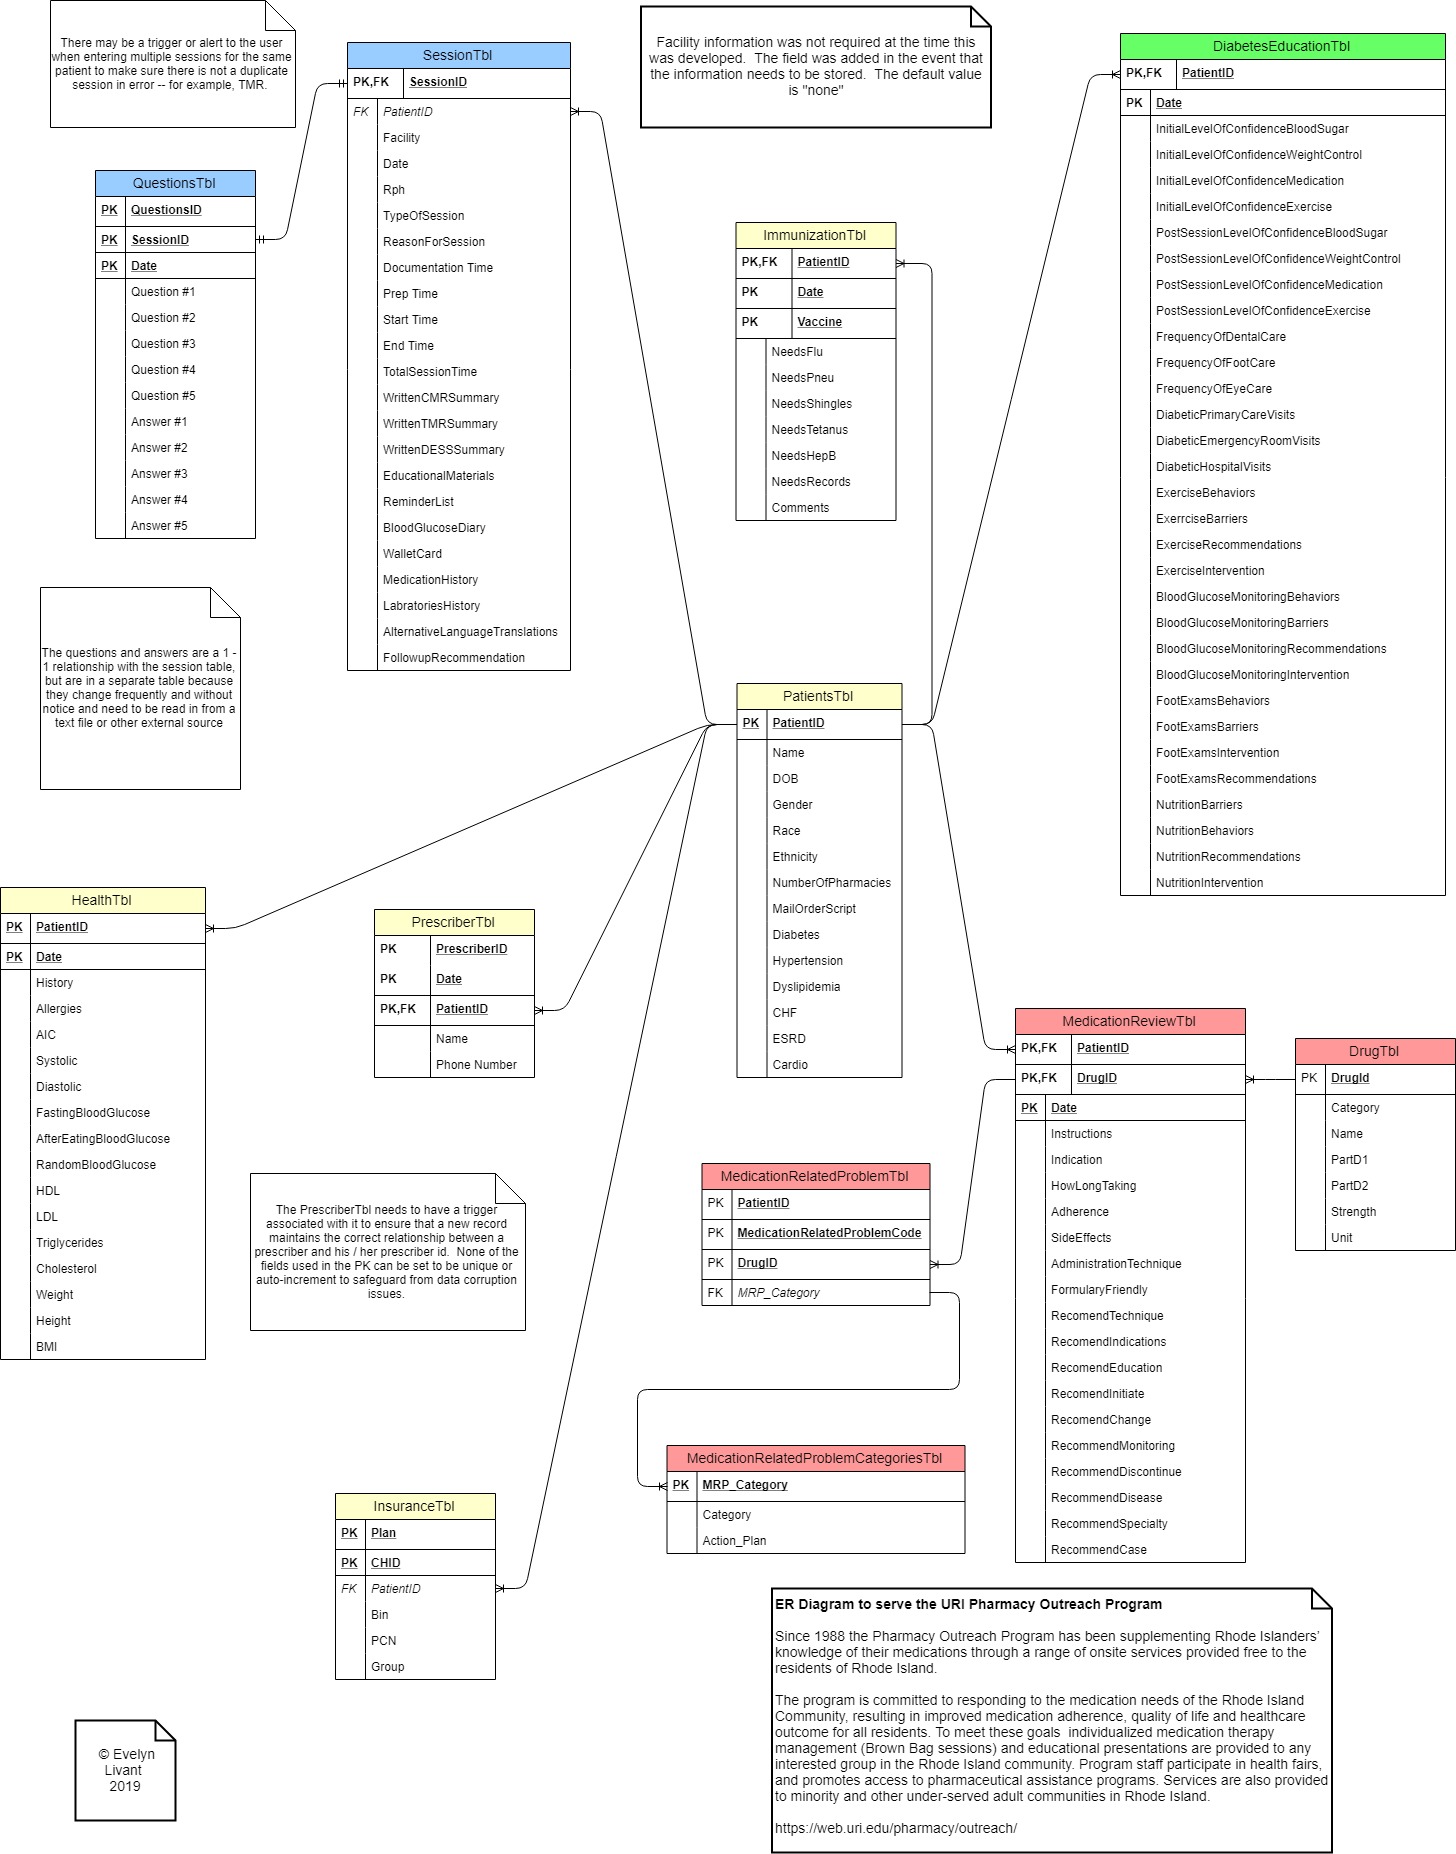 There may be a trigger or alert to the user
when entering multiple sessions for the same
patient to make sure there is not a duplicate
session in error -- for example, TMR.
SessionTbl
PK,FK SessionID
FK PatientID
Facility
Date
Rph
TypeOfSession
ReasonForSession
Documentation Time
Prep Time
Start Time
End Time
TotalSessionTime
WrittenCMRSummary
WrittenTMRSummary
WrittenDESSSummary
EducationalMaterials
ReminderList
BloodGlucoseDiary
WalletCard
MedicationHistory
LabratoriesHistory
AlternativeLanguageTranslations
FollowupRecommendation
Facility information was not required at the time this
was developed. The field was added in the event that
the information needs to be stored. The default value
is "none"
DiabetesEducationTbl
PK,FK PatientID
PK Date
InitialLevelOfConfidenceBloodSugar
InitialLevelOfConfidenceWeightControl
InitialLevelOfConfidenceMedication
InitialLevelOfConfidenceExercise
PostSessionLevelOfConfidenceBloodSugar
PostSessionLevelOfConfidenceWeightControl
PostSessionLevelOfConfidenceMedication
PostSessionLevelOfConfidenceExercise
FrequencyOfDentalCare
FrequencyOfFootCare
FrequencyOfEyeCare
DiabeticPrimaryCareVisits
DiabeticEmergencyRoomVisits
DiabeticHospitalVisits
ExerciseBehaviors
ExerrciseBarriers
ExerciseRecommendations
ExerciseIntervention
BloodGlucoseMonitoringBehaviors
BloodGlucoseMonitoringBarriers
BloodGlucoseMonitoringRecommendations
BloodGlucoseMonitoringIntervention
FootExamsBehaviors
FootExamsBarriers
FootExamsIntervention
FootExamsRecommendations
NutritionBarriers
NutritionBehaviors
NutritionRecommendations
NutritionIntervention
QuestionsTbl
PK QuestionsID
PK SessionID
PK Date
Question #1
Question #2
Question #3
Question #4
Question #5
Answer #1
Answer #2
Answer #3
Answer #4
Answer #5
ImmunizationTbl
PK,FK PatientID
PK Date
PK Vaccine
NeedsFlu
NeedsPneu
NeedsShingles
NeedsTetanus
NeedsHepB
NeedsRecords
Comments
The questions and answers are a 1 -
1 relationship with the session table,
but are in a separate table because
they change frequently and without
notice and need to be read in from a
text file or other external source
PatientsTbl
PK PatientID
Name
DOB
Gender
Race
Ethnicity
NumberOfPharmacies
MailOrderScript
Diabetes
Hypertension
Dyslipidemia
CHF
ESRD
Cardio
HealthTbl
PK PatientID
PK Date
History
Allergies
AIC
Systolic
Diastolic
FastingBloodGlucose
AfterEatingBloodGlucose
RandomBloodGlucose
HDL
LDL
Triglycerides
Cholesterol
Weight
Height
BMI
PrescriberTbl
PK PrescriberID
PK Date
PK,FK PatientID
Name
Phone Number
MedicationReviewTbl
PK,FK PatientID
PK,FK DrugID
PK Date
Instructions
Indication
HowLongTaking
Adherence
SideEffects
AdministrationTechnique
FormularyFriendly
RecomendTechnique
RecomendIndications
RecomendEducation
RecomendInitiate
RecomendChange
RecommendMonitoring
RecommendDiscontinue
RecommendDisease
RecommendSpecialty
RecommendCase
DrugTbl
PK DrugId
Category
Name
PartD1
PartD2
Strength
Unit
The PrescriberTbl needs to have a trigger
associated with it to ensure that a new record
maintains the correct relationship between a
prescriber and his / her prescriber id. None of the
fields used in the PK can be set to be unique or
auto-increment to safeguard from data corruption
issues.
MedicationRelatedProblemTbl
PK PatientID
PK MedicationRelatedProblemCode
PK DrugID
FK MRP_Category
MedicationRelatedProblemCategoriesTbl
PK MRP_Category
Category
Action_Plan
InsuranceTbl
PK Plan
PK CHID
FK PatientID
Bin
PCN
Group
ER Diagram to serve the URI Pharmacy Outreach Program
Since 1988 the Pharmacy Outreach Program has been supplementing Rhode Islanders’
knowledge of their medications through a range of onsite services provided free to the
residents of Rhode Island.
The program is committed to responding to the medication needs of the Rhode Island
Community, resulting in improved medication adherence, quality of life and healthcare
outcome for all residents. To meet these goals individualized medication therapy
management (Brown Bag sessions) and educational presentations are provided to any
interested group in the Rhode Island community. Program staff participate in health fairs,
and promotes access to pharmaceutical assistance programs. Services are also provided
to minority and other under-served adult communities in Rhode Island.
https://web.uri.edu/pharmacy/outreach/
© Evelyn
Livant
2019